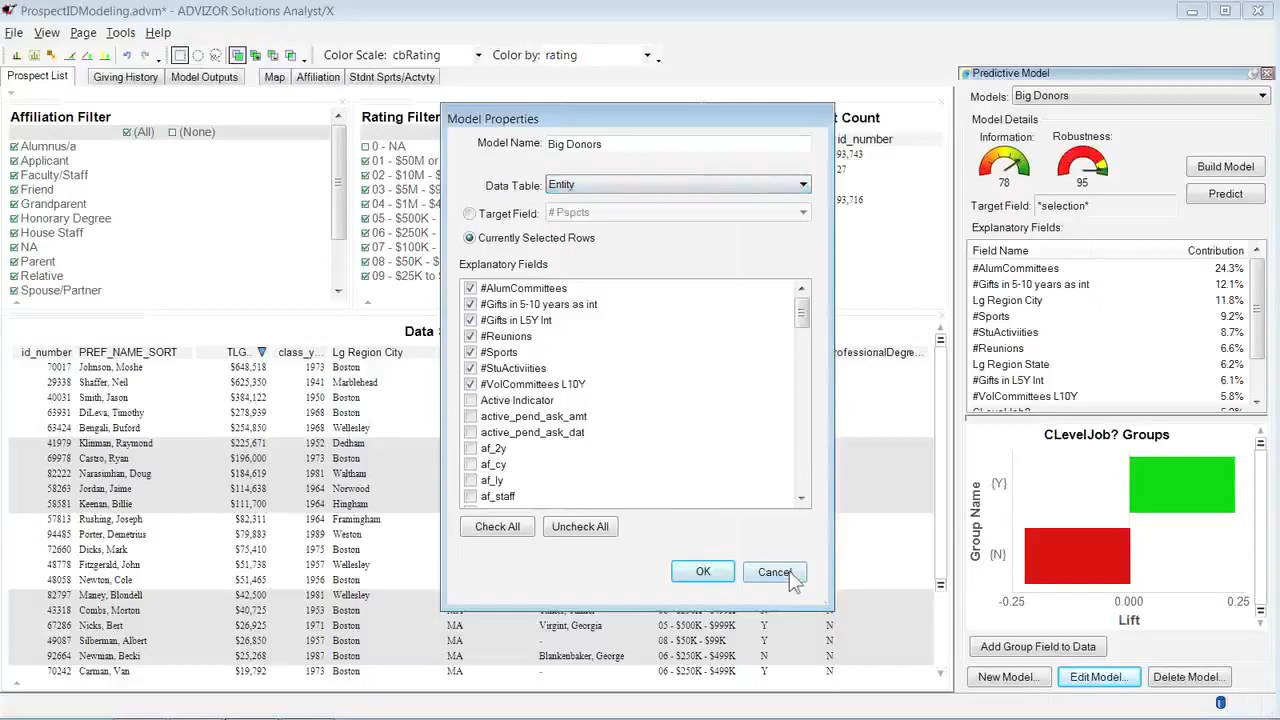 ProspectIDModeling.advm* - ADVIZOR Solutions Analyst/X
File View Page Tools Help
Color Scale: cbRating Color by: rating
Prospect List Giving History Model Outputs Map Affiliation Stdnt Sprts/Actvty
Affiliation Filter
(All) (None)
Alumnus/a
Applicant
Faculty/Staff
Friend
Grandparent
Honorary Degree
House Staff
NA
Parent
Relative
Spouse/Partner
Rating Filter
0 - NA
01 - $50M or
02 - $10M -
03 - $5M - $
04 - $1M - $
05 - $500K -
06 - $250K -
07 - $100K -
08 - $50K - $
09 - $25K to
Count
id_number
93,743
27
93,716
Data S
id_number PREF_NAME_SORT TLG... class_y... Lg Region City rofessionalDegre...
70017 Johnson, Moshe $648,518 1973 Boston
29338 Shaffer, Neil $625,350 1941 Marblehead
40031 Smith, Jason $384,122 1950 Boston
63931 DiLeva, Timothy $278,939 1968 Boston
63424 Bengali, Buford $254,850 1968 Wellesley
41979 Klinman, Raymond $225,671 1952 Dedham
69978 Castro, Ryan $196,000 1973 Boston
82222 Narasimhan, Doug $184,619 1981 Waltham
58263 Jordan, Jaime $114,638 1964 Norwood
58581 Keenan, Billie $111,700 1964 Hingham
57813 Rushing, Joseph $82,311 1964 Framingham
94485 Porter, Demetrius $79,883 1989 Weston
72660 Dicks, Mark $75,410 1975 Boston
48778 Fitzgerald, John $51,738 1957 Wellesley
48058 Newton, Cole $51,465 1956 Boston
82797 Maney, Blondell $42,500 1981 Wellesley
43318 Combs, Morton $40,725 1953 Boston
67286 Nicks, Bert $26,925 1971 Boston MA Virgint, Georgia 05 - $500K - $999K Y N
49087 Silberman, Albert $26,850 1957 Boston MA - 08 - $50K - $99K N N
92664 Newman, Becki $25,268 1987 Boston MA Blankenbaker, George 06 - $250K - $499K N N
70242 Carman, Van $19,792 1973 Boston MA - 06 - $250K - $499K Y N
Model Properties
Model Name: Big Donors
Data Table: Entity
Target Field: # Pspcts
Currently Selected Rows
Explanatory Fields
#AlumCommittees
#Gifts in 5-10 years as int
#Gifts in L5Y Int
#Reunions
#Sports
#StuActiviities
#VolCommittees L10Y
Active Indicator
active_pend_ask_amt
active_pend_ask_dat
af_2y
af_cy
af_ly
af_staff
Check All Uncheck All
OK Cancel
Predictive Model
Models: Big Donors
Model Details
Information: Robustness:
78 95
Build Model
Predict
Target Field: *selection*
Explanatory Fields:
Field Name Contribution
#AlumCommittees 24.3%
#Gifts in 5-10 years as int 12.1%
Lg Region City 11.8%
#Sports 9.2%
#StuActiviities 8.7%
#Reunions 6.6%
Lg Region State 6.2%
#Gifts in L5Y Int 6.1%
#VolCommittees L10Y 5.8%
CLevelJob? Groups
Group Name
{Y}
{N}
-0.25 0.000 0.25
Lift
Add Group Field to Data
New Model... Edit Model... Delete Model...